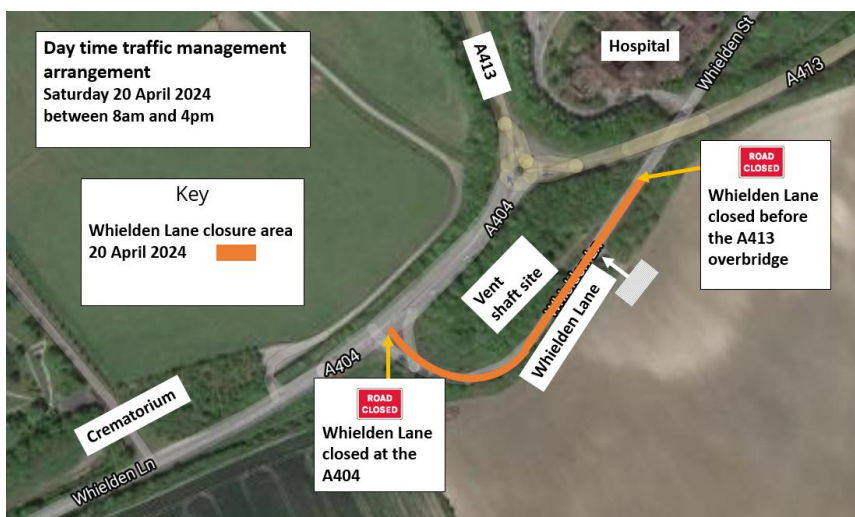 Day time traffic management
arrangement
Saturday 20 April 2024
between 8am and 4pm
Key
Whielden Lane closure area
20 April 2024
A413
Hospital
Whielden St
A413
ROAD
CLOSED
Whielden Lane
closed before
the A413
overbridge
A404
Vent
shaft site
Whielden Lane
A404
ROAD
CLOSED
Whielden Lane
closed at the
A404
Crematorium
Whielden Ln